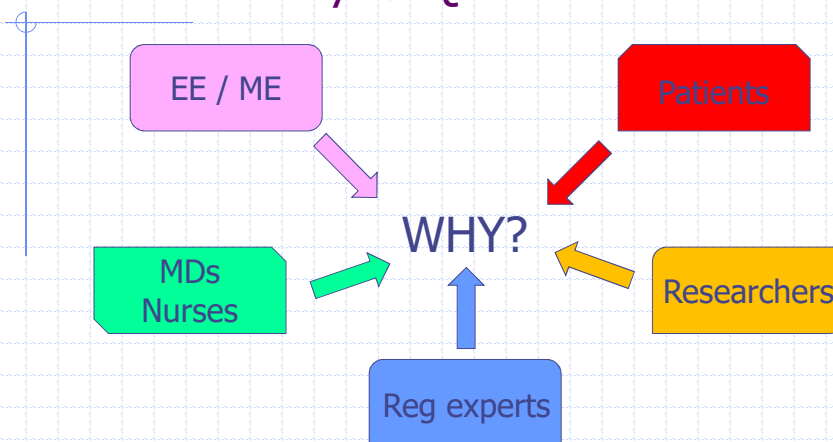 EE / ME
Patients
WHY?
MDs
Nurses
Researchers
Reg experts